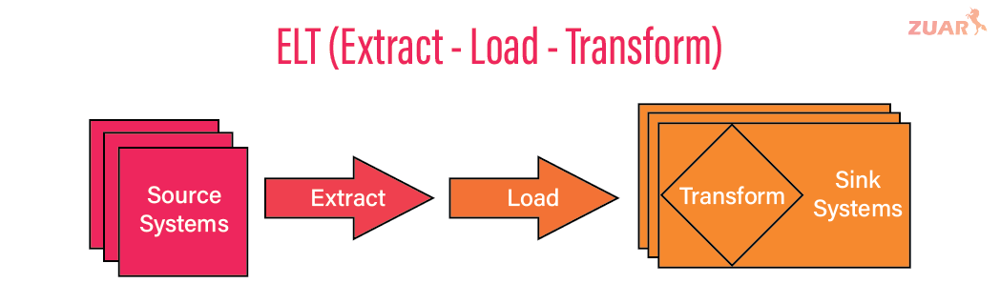 ZUAR
ELT (Extract - Load - Transform)
Source
Systems
Extract
Load
Transform
Sink
Systems